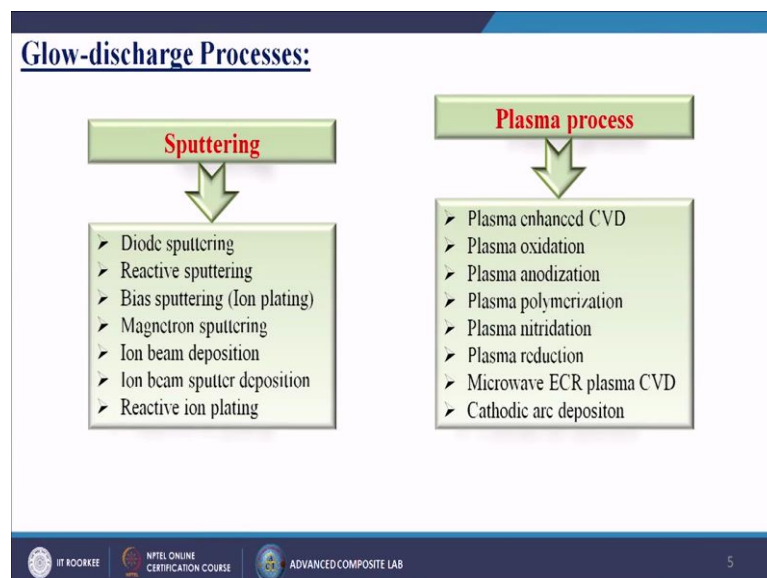 Glow-discharge Processes:
Sputtering
➢ Diode sputtering
➢ Reactive sputtering
➢ Bias sputtering (Ion plating)
➢ Magnetron sputtering
➢ Ion beam deposition
➢ Ion beam sputter deposition
➢ Reactive ion plating
Plasma process
➢ Plasma enhanced CVD
➢ Plasma oxidation
➢ Plasma anodization
➢ Plasma polymerization
➢ Plasma nitridation
➢ Plasma reduction
➢ Microwave ECR plasma CVD
➢ Cathodic arc depositon
IIT ROORKEE
NPTEL ONLINE
CERTIFICATION COURSE
ADVANCED COMPOSITE LAB
5